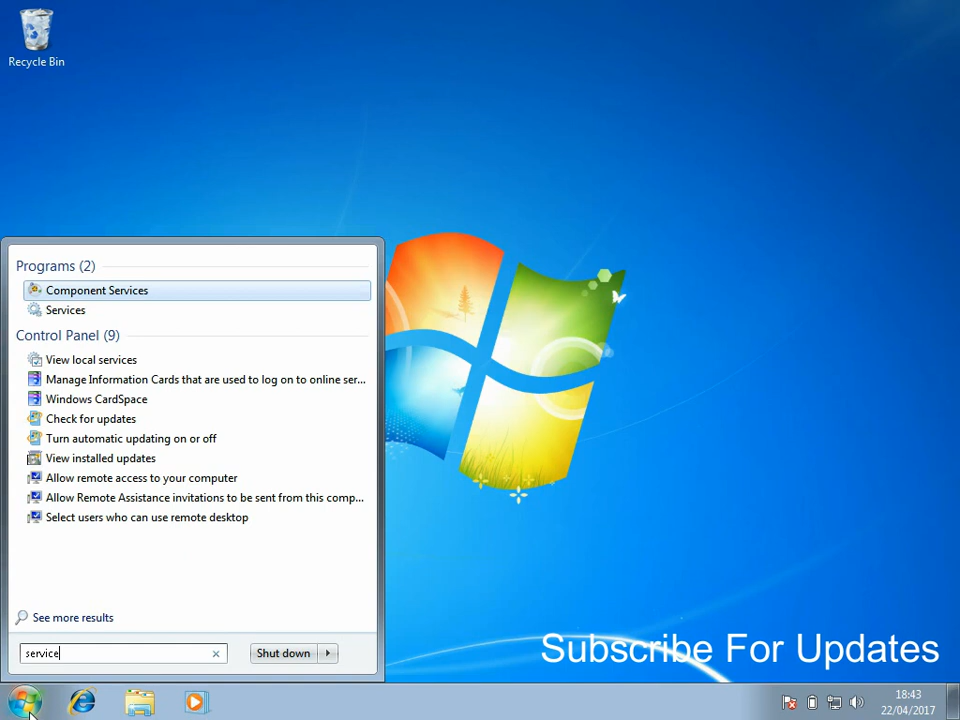 Recycle Bin
Programs (2)
Component Services
Services
Control Panel (9)
View local services
Manage Information Cards that are used to log on to online ser...
Windows CardSpace
Check for updates
Turn automatic updating on or off
View installed updates
Allow remote access to your computer
Allow Remote Assistance invitations to be sent from this comp...
Select users who can use remote desktop
See more results
service
Shut down
Subscribe For Updates
18:43
22/04/2017